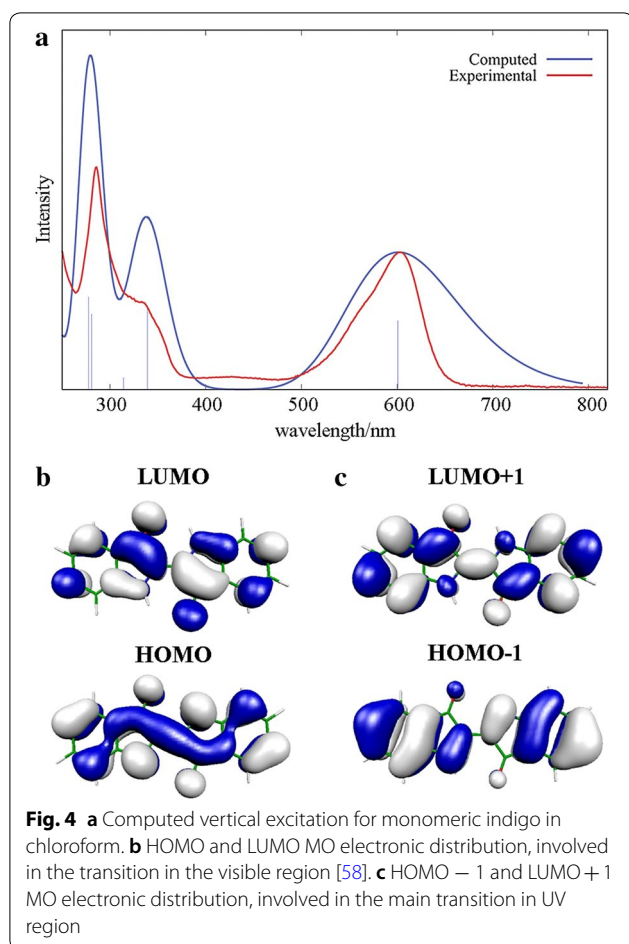 a
Computed
Experimental
Intensity
300 400 500 600 700 800
wavelength/nm
b LUMO
c LUMO+1
HOMO
HOMO-1
Fig. 4 a Computed vertical excitation for monomeric indigo in
chloroform. b HOMO and LUMO MO electronic distribution, involved
in the transition in the visible region [58]. c HOMO − 1 and LUMO + 1
MO electronic distribution, involved in the main transition in UV
region